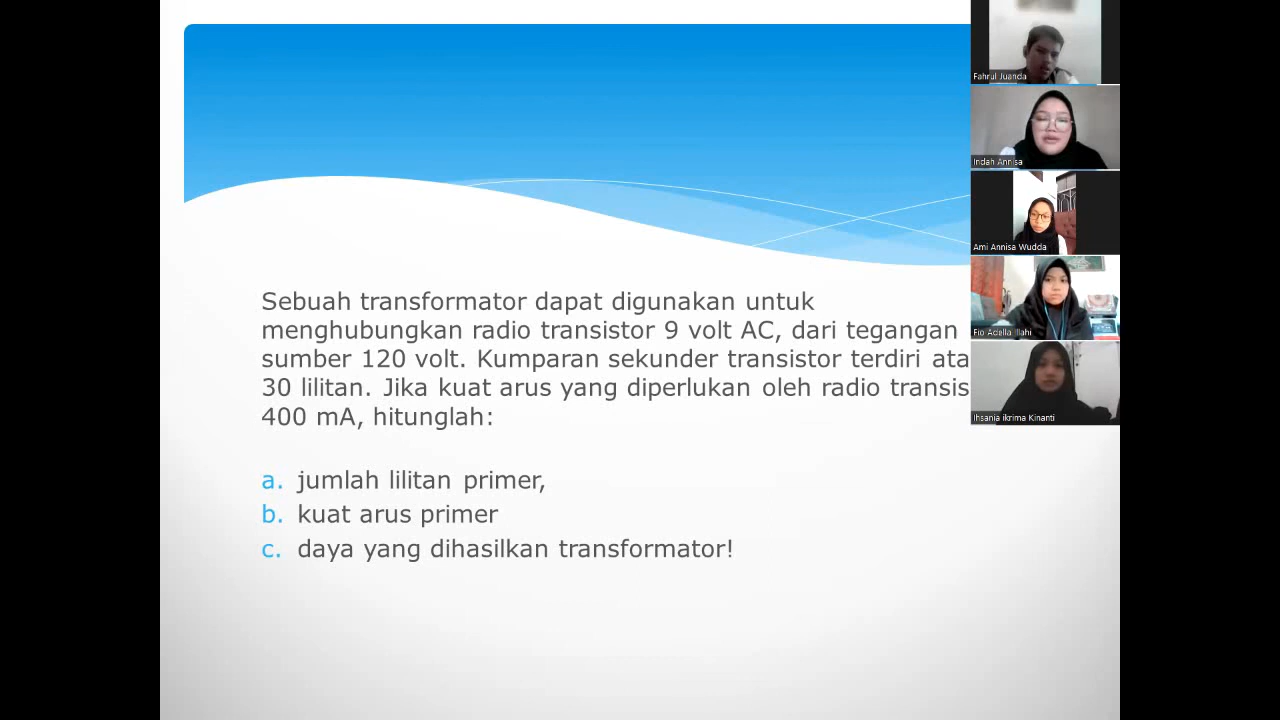 Sebuah transformator dapat digunakan untuk
menghubungkan radio transistor 9 volt AC, dari tegangan
sumber 120 volt. Kumparan sekunder transistor terdiri ata
30 lilitan. Jika kuat arus yang diperlukan oleh radio transis
400 mA, hitunglah:
a. jumlah lilitan primer,
b. kuat arus primer
c. daya yang dihasilkan transformator!
Fahrul Juanda
Indah Annisa
Ami Annisa Wudda
Fio Adella Illahi
Ihsania ikrima Kinanti